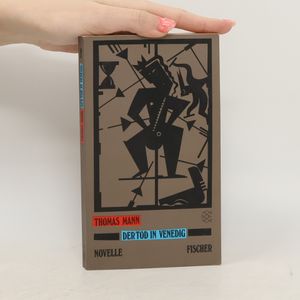 THOMAS MANN
DER TOD IN VENEDIG
NOVELLE FISCHER